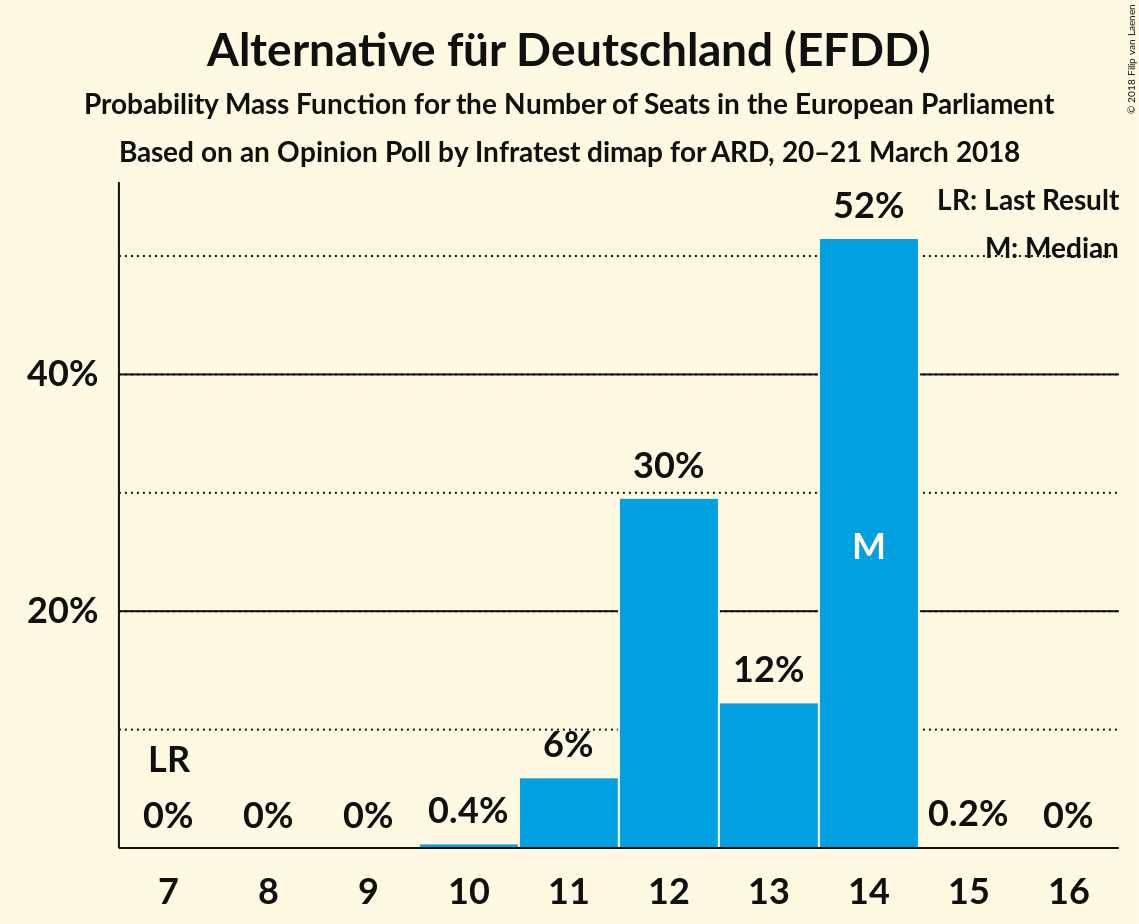 Alternative für Deutschland (EFDD)
Probability Mass Function for the Number of Seats in the European Parliament
Based on an Opinion Poll by Infratest dimap for ARD, 20–21 March 2018
© 2018 Filip van Laenen
LR: Last Result
M: Median
52%
40%
30%
M
20%
12%
6%
LR
0% 0% 0% 0.4% 0.2% 0%
7 8 9 10 11 12 13 14 15 16